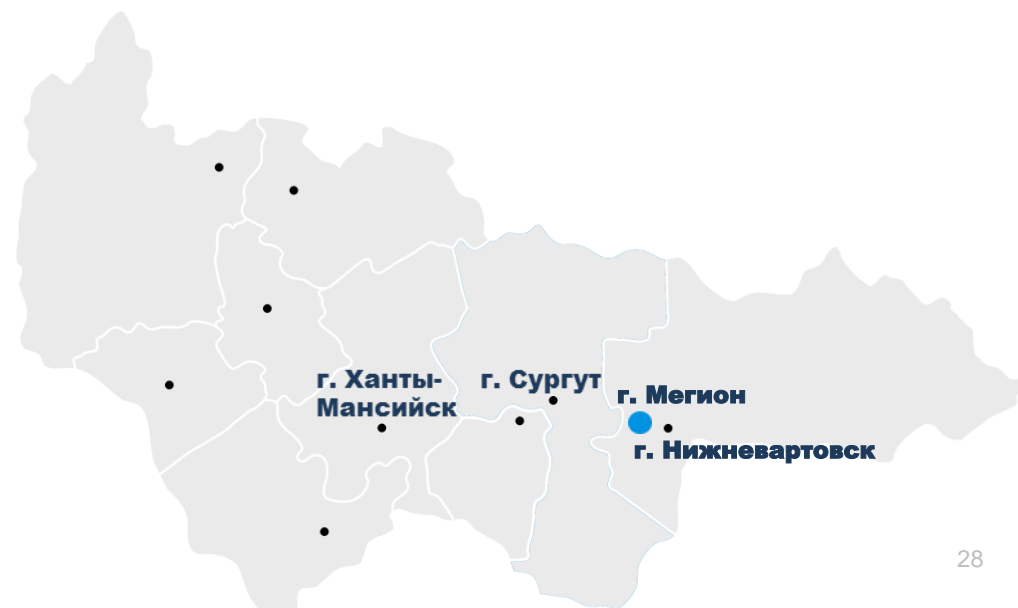 г. Ханты-
Мансийск
г. Сургут
г. Мегион
г. Нижневартовск
28